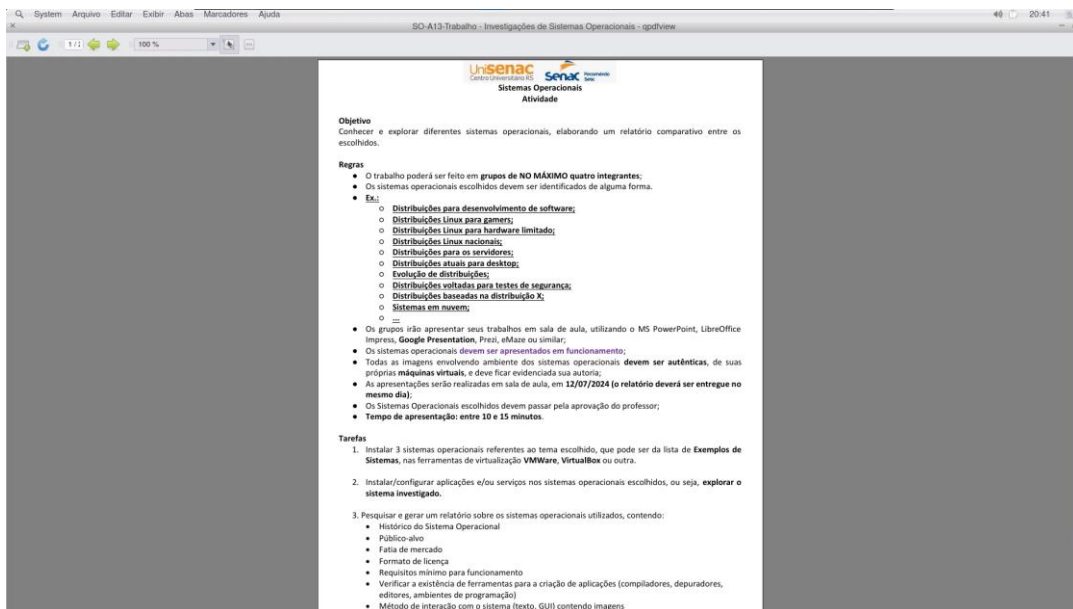 System Arquivo Editar Exibir Abas Marcadores Ajuda
20:41
SO-A13-Trabalho - Investigações de Sistemas Operacionais - qpdfview
100 %
UniSenac
Centro Universitário RS
Senac
Fecomércio
Sesc
Sistemas Operacionais
Atividade
Objetivo
Conhecer e explorar diferentes sistemas operacionais, elaborando um relatório comparativo entre os
escolhidos.
Regras
● O trabalho poderá ser feito em grupos de NO MÁXIMO quatro integrantes;
● Os sistemas operacionais escolhidos devem ser identificados de alguma forma.
● Ex.:
○ Distribuições para desenvolvimento de software;
○ Distribuições Linux para gamers;
○ Distribuições Linux para hardware limitado;
○ Distribuições Linux nacionais;
○ Distribuições para os servidores;
○ Distribuições atuais para desktop;
○ Evolução de distribuições;
○ Distribuições voltadas para testes de segurança;
○ Distribuições baseadas na distribuição X;
○ Sistemas em nuvem;
○ ...
● Os grupos irão apresentar seus trabalhos em sala de aula, utilizando o MS PowerPoint, LibreOffice
Impress, Google Presentation, Prezi, eMaze ou similar;
● Os sistemas operacionais devem ser apresentados em funcionamento;
● Todas as imagens envolvendo ambiente dos sistemas operacionais devem ser autênticas, de suas
próprias máquinas virtuais, e deve ficar evidenciada sua autoria;
● As apresentações serão realizadas em sala de aula, em 12/07/2024 (o relatório deverá ser entregue no
mesmo dia);
● Os Sistemas Operacionais escolhidos devem passar pela aprovação do professor;
● Tempo de apresentação: entre 10 e 15 minutos.
Tarefas
1. Instalar 3 sistemas operacionais referentes ao tema escolhido, que pode ser da lista de Exemplos de
Sistemas, nas ferramentas de virtualização VMWare, VirtualBox ou outra.
2. Instalar/configurar aplicações e/ou serviços nos sistemas operacionais escolhidos, ou seja, explorar o
sistema investigado.
3. Pesquisar e gerar um relatório sobre os sistemas operacionais utilizados, contendo:
● Histórico do Sistema Operacional
● Público-alvo
● Fatia de mercado
● Formato de licença
● Requisitos mínimo para funcionamento
● Verificar a existência de ferramentas para a criação de aplicações (compiladores, depuradores,
editores, ambientes de programação)
● Método de interação com o sistema (texto, GUI) contendo imagens